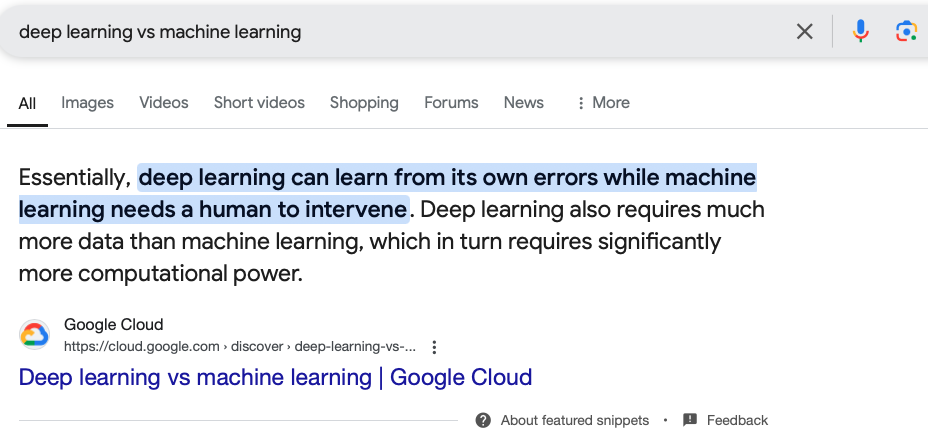 deep learning vs machine learning
All Images Videos Short videos Shopping Forums News More
Essentially, deep learning can learn from its own errors while machine
learning needs a human to intervene. Deep learning also requires much
more data than machine learning, which in turn requires significantly
more computational power.
Google Cloud
https://cloud.google.com › discover › deep-learning-vs-...
Deep learning vs machine learning | Google Cloud
About featured snippets • Feedback